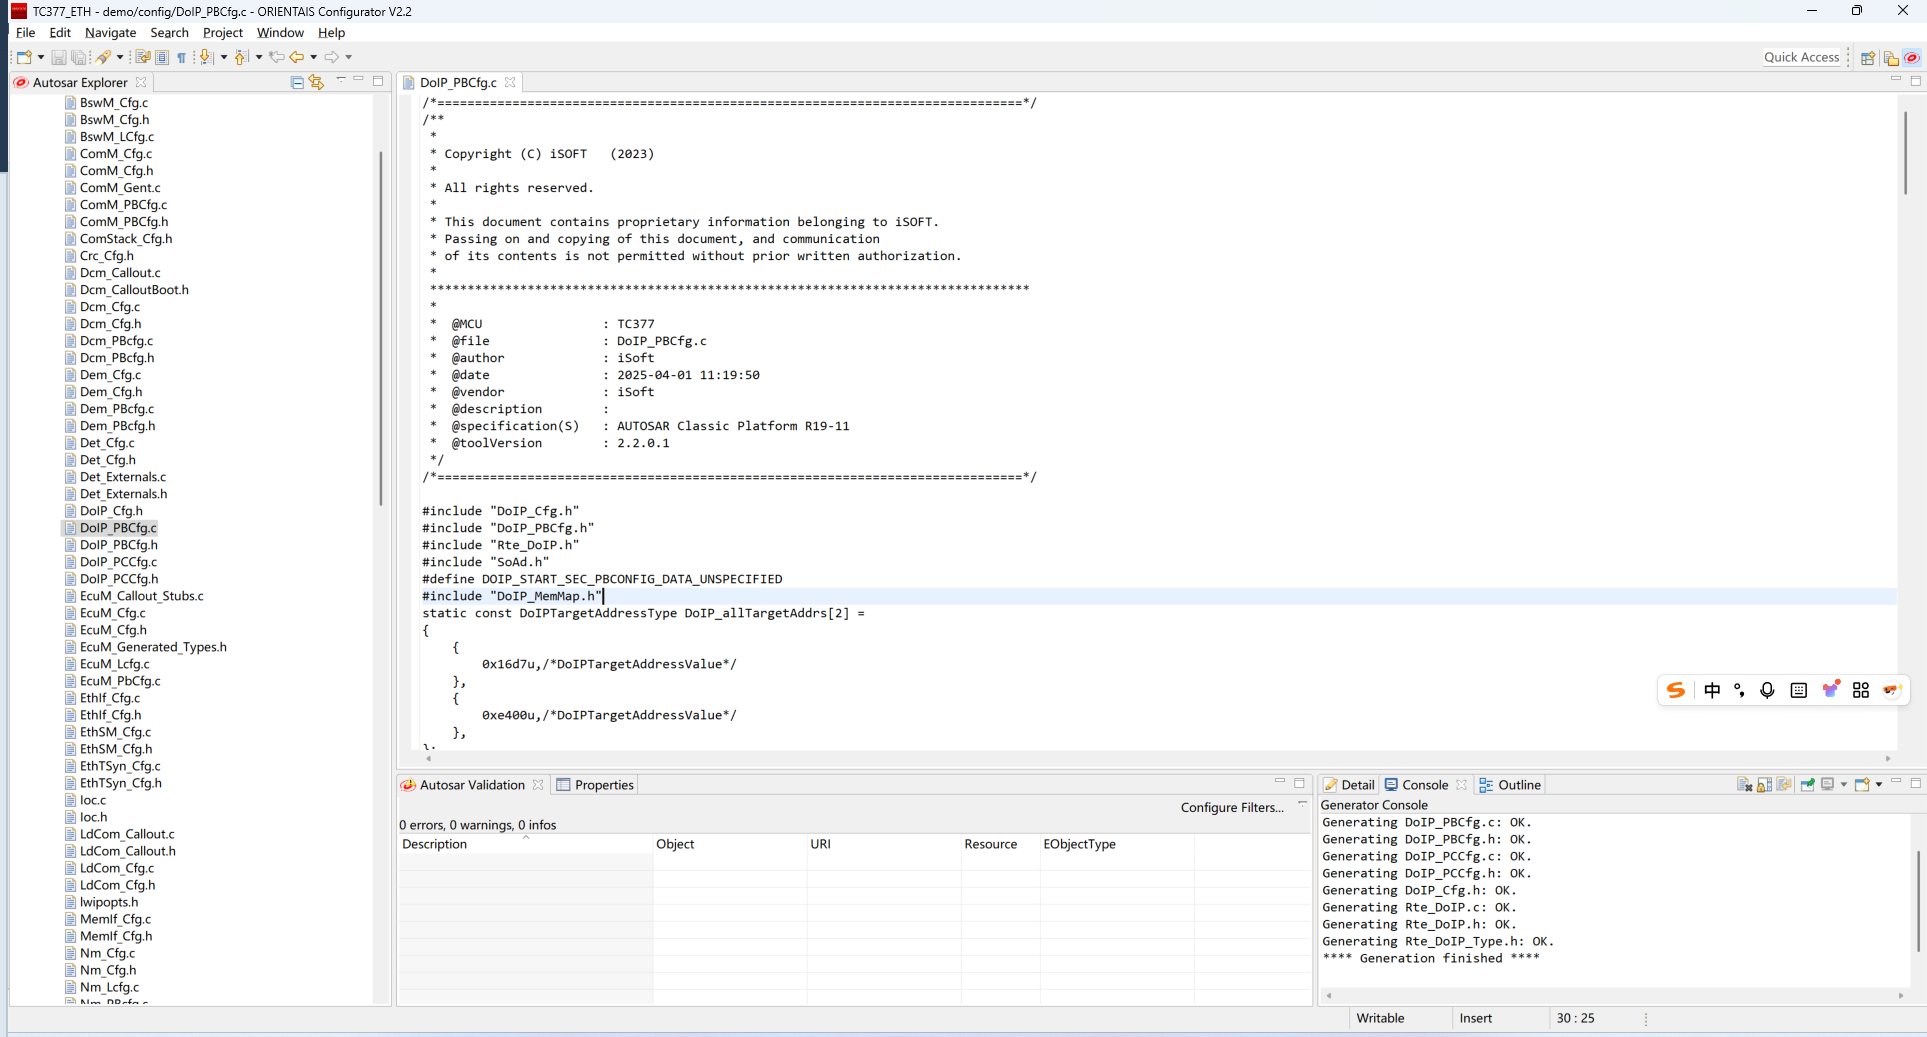 TC377_ETH - demo/config/DoIP_PBCfg.c - ORIENTAIS Configurator V2.2
File Edit Navigate Search Project Window Help
Quick Access
Autosar Explorer
BswM_Cfg.c
BswM_Cfg.h
BswM_LCfg.c
ComM_Cfg.c
ComM_Cfg.h
ComM_Gent.c
ComM_PBCfg.c
ComM_PBCfg.h
ComStack_Cfg.h
Crc_Cfg.h
Dcm_Callout.c
Dcm_CalloutBoot.h
Dcm_Cfg.c
Dcm_Cfg.h
Dcm_PBcfg.c
Dcm_PBcfg.h
Dem_Cfg.c
Dem_Cfg.h
Dem_PBcfg.c
Dem_PBcfg.h
Det_Cfg.c
Det_Cfg.h
Det_Externals.c
Det_Externals.h
DoIP_Cfg.h
DoIP_PBCfg.c
DoIP_PBCfg.h
DoIP_PCCfg.c
DoIP_PCCfg.h
EcuM_Callout_Stubs.c
EcuM_Cfg.c
EcuM_Cfg.h
EcuM_Generated_Types.h
EcuM_Lcfg.c
EcuM_PbCfg.c
EthIf_Cfg.c
EthIf_Cfg.h
EthSM_Cfg.c
EthSM_Cfg.h
EthTSyn_Cfg.c
EthTSyn_Cfg.h
Ioc.c
Ioc.h
LdCom_Callout.c
LdCom_Callout.h
LdCom_Cfg.c
LdCom_Cfg.h
lwipopts.h
MemIf_Cfg.c
MemIf_Cfg.h
Nm_Cfg.c
Nm_Cfg.h
Nm_Lcfg.c
Nm_PBcfg.c
DoIP_PBCfg.c
/*==============================================================================*/
/**
*
* Copyright (C) iSOFT (2023)
*
* All rights reserved.
*
* This document contains proprietary information belonging to iSOFT.
* Passing on and copying of this document, and communication
* of its contents is not permitted without prior written authorization.
*
********************************************************************************
*
* @MCU : TC377
* @file : DoIP_PBCfg.c
* @author : iSoft
* @date : 2025-04-01 11:19:50
* @vendor : iSoft
* @description :
* @specification(S) : AUTOSAR Classic Platform R19-11
* @toolVersion : 2.2.0.1
*/
/*==============================================================================*/
#include "DoIP_Cfg.h"
#include "DoIP_PBCfg.h"
#include "Rte_DoIP.h"
#include "SoAd.h"
#define DOIP_START_SEC_PBCONFIG_DATA_UNSPECIFIED
#include "DoIP_MemMap.h"
static const DoIPTargetAddressType DoIP_allTargetAddrs[2] =
{
{
0x16d7u,/*DoIPTargetAddressValue*/
},
{
0xe400u,/*DoIPTargetAddressValue*/
},
};
中
Autosar Validation Properties
Configure Filters...
0 errors, 0 warnings, 0 infos
Description Object URI Resource EObjectType
Detail Console Outline
Generator Console
Generating DoIP_PBCfg.c: OK.
Generating DoIP_PBCfg.h: OK.
Generating DoIP_PCCfg.c: OK.
Generating DoIP_PCCfg.h: OK.
Generating DoIP_Cfg.h: OK.
Generating Rte_DoIP.c: OK.
Generating Rte_DoIP.h: OK.
Generating Rte_DoIP_Type.h: OK.
**** Generation finished ****
Writable Insert 30 : 25